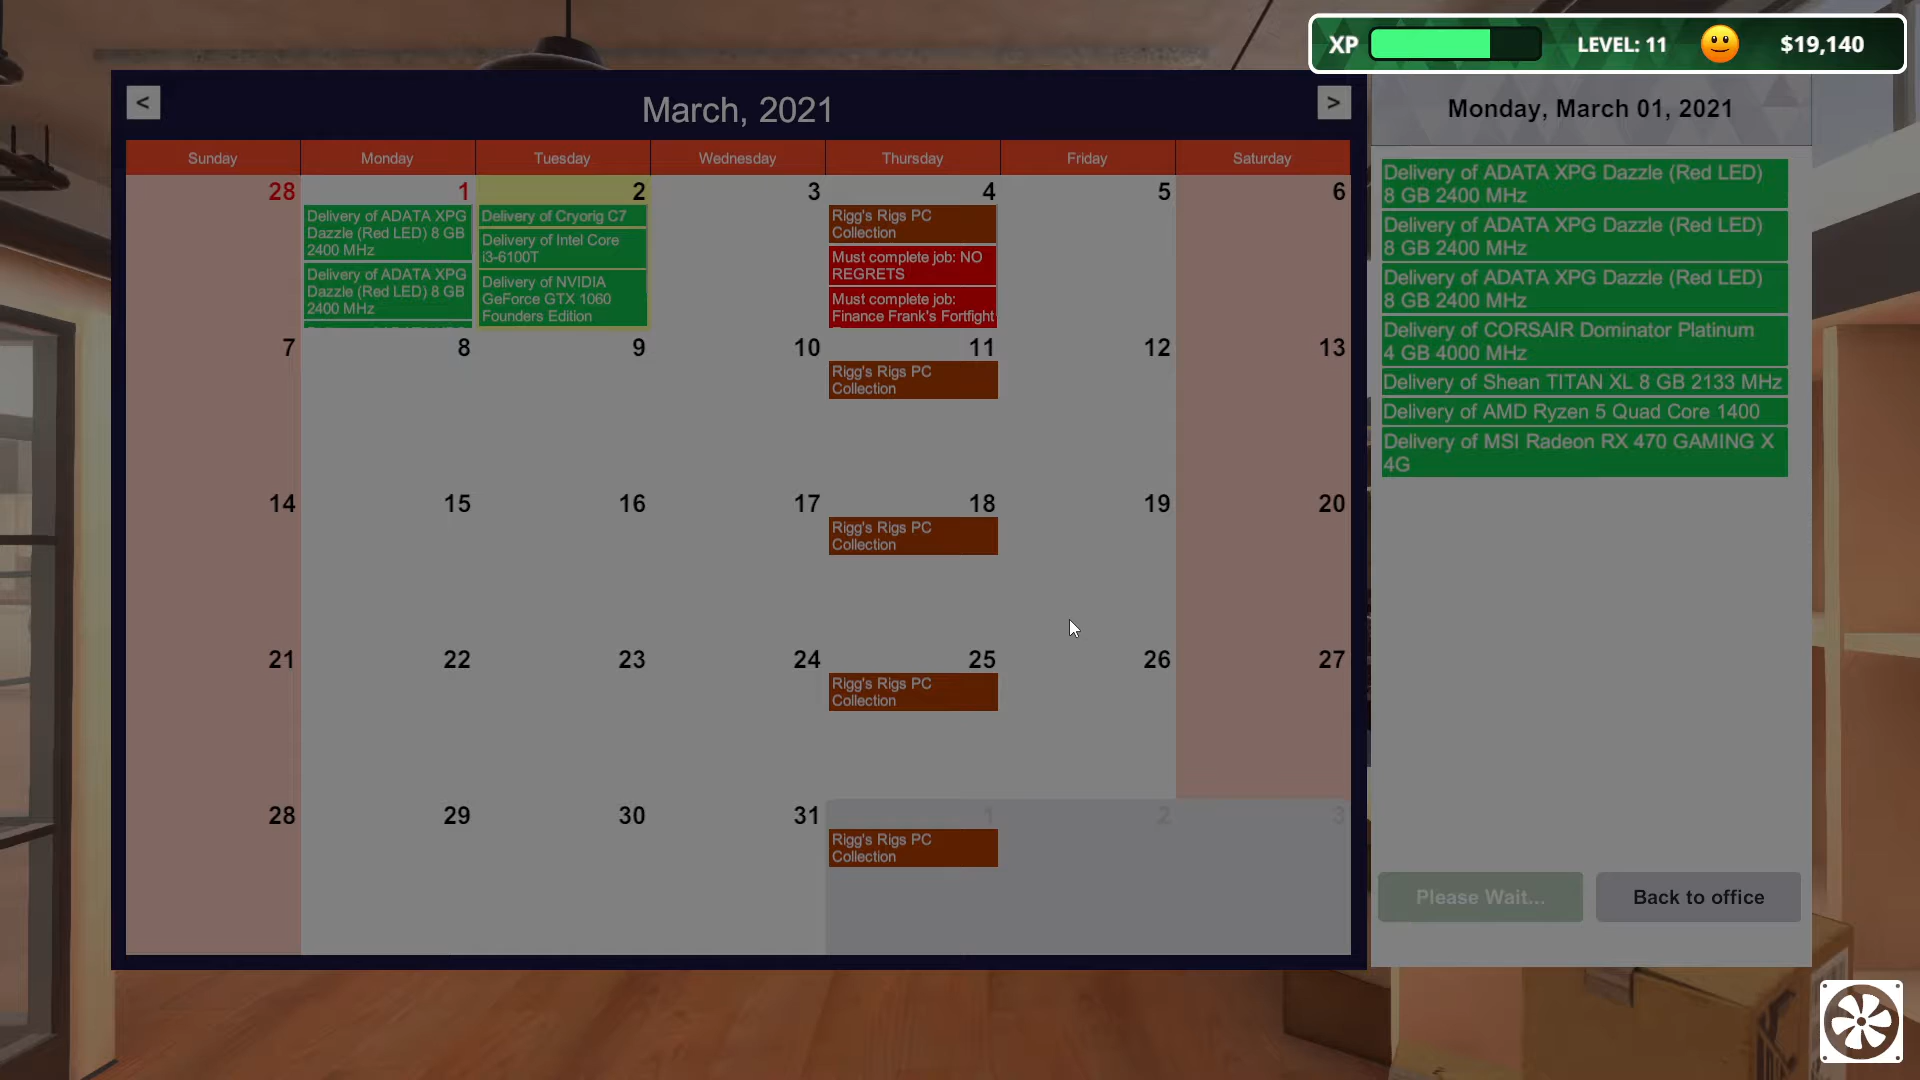 XP
LEVEL: 11
$19,140
<
March, 2021
>
Monday, March 01, 2021
Sunday
Monday
Tuesday
Wednesday
Thursday
Friday
Saturday
28
1
2
3
4
5
6
Delivery of ADATA XPG
Dazzle (Red LED) 8 GB
2400 MHz
Delivery of ADATA XPG
Dazzle (Red LED) 8 GB
2400 MHz
Delivery of Cryorig C7
Delivery of Intel Core
i3-6100T
Delivery of NVIDIA
GeForce GTX 1060
Founders Edition
Rigg's Rigs PC
Collection
Must complete job: NO
REGRETS
Must complete job:
Finance Frank's Fortfight
7
8
9
10
11
12
13
Rigg's Rigs PC
Collection
14
15
16
17
18
19
20
Rigg's Rigs PC
Collection
21
22
23
24
25
26
27
Rigg's Rigs PC
Collection
28
29
30
31
1
2
3
Rigg's Rigs PC
Collection
Delivery of ADATA XPG Dazzle (Red LED)
8 GB 2400 MHz
Delivery of ADATA XPG Dazzle (Red LED)
8 GB 2400 MHz
Delivery of ADATA XPG Dazzle (Red LED)
8 GB 2400 MHz
Delivery of CORSAIR Dominator Platinum
4 GB 4000 MHz
Delivery of Shean TITAN XL 8 GB 2133 MHz
Delivery of AMD Ryzen 5 Quad Core 1400
Delivery of MSI Radeon RX 470 GAMING X
4G
Please Wait...
Back to office